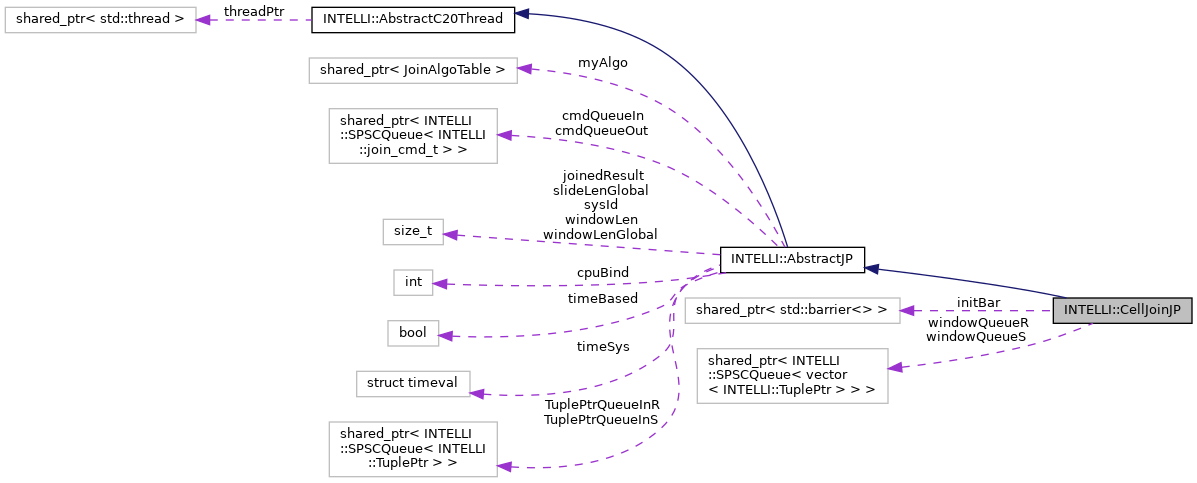 shared_ptr< std::thread >
threadPtr
INTELLI::AbstractC20Thread
shared_ptr< JoinAlgoTable >
myAlgo
shared_ptr< INTELLI
::SPSCQueue< INTELLI
::join_cmd_t > >
cmdQueueIn
cmdQueueOut
size_t
joinedResult
slideLenGlobal
sysId
windowLen
windowLenGlobal
int
cpuBind
bool
timeBased
struct timeval
timeSys
shared_ptr< INTELLI
::SPSCQueue< INTELLI
::TuplePtr > >
TuplePtrQueueInR
TuplePtrQueueInS
INTELLI::AbstractJP
shared_ptr< std::barrier<> >
initBar
shared_ptr< INTELLI
::SPSCQueue< vector
< INTELLI::TuplePtr > > >
windowQueueR
windowQueueS
INTELLI::CellJoinJP